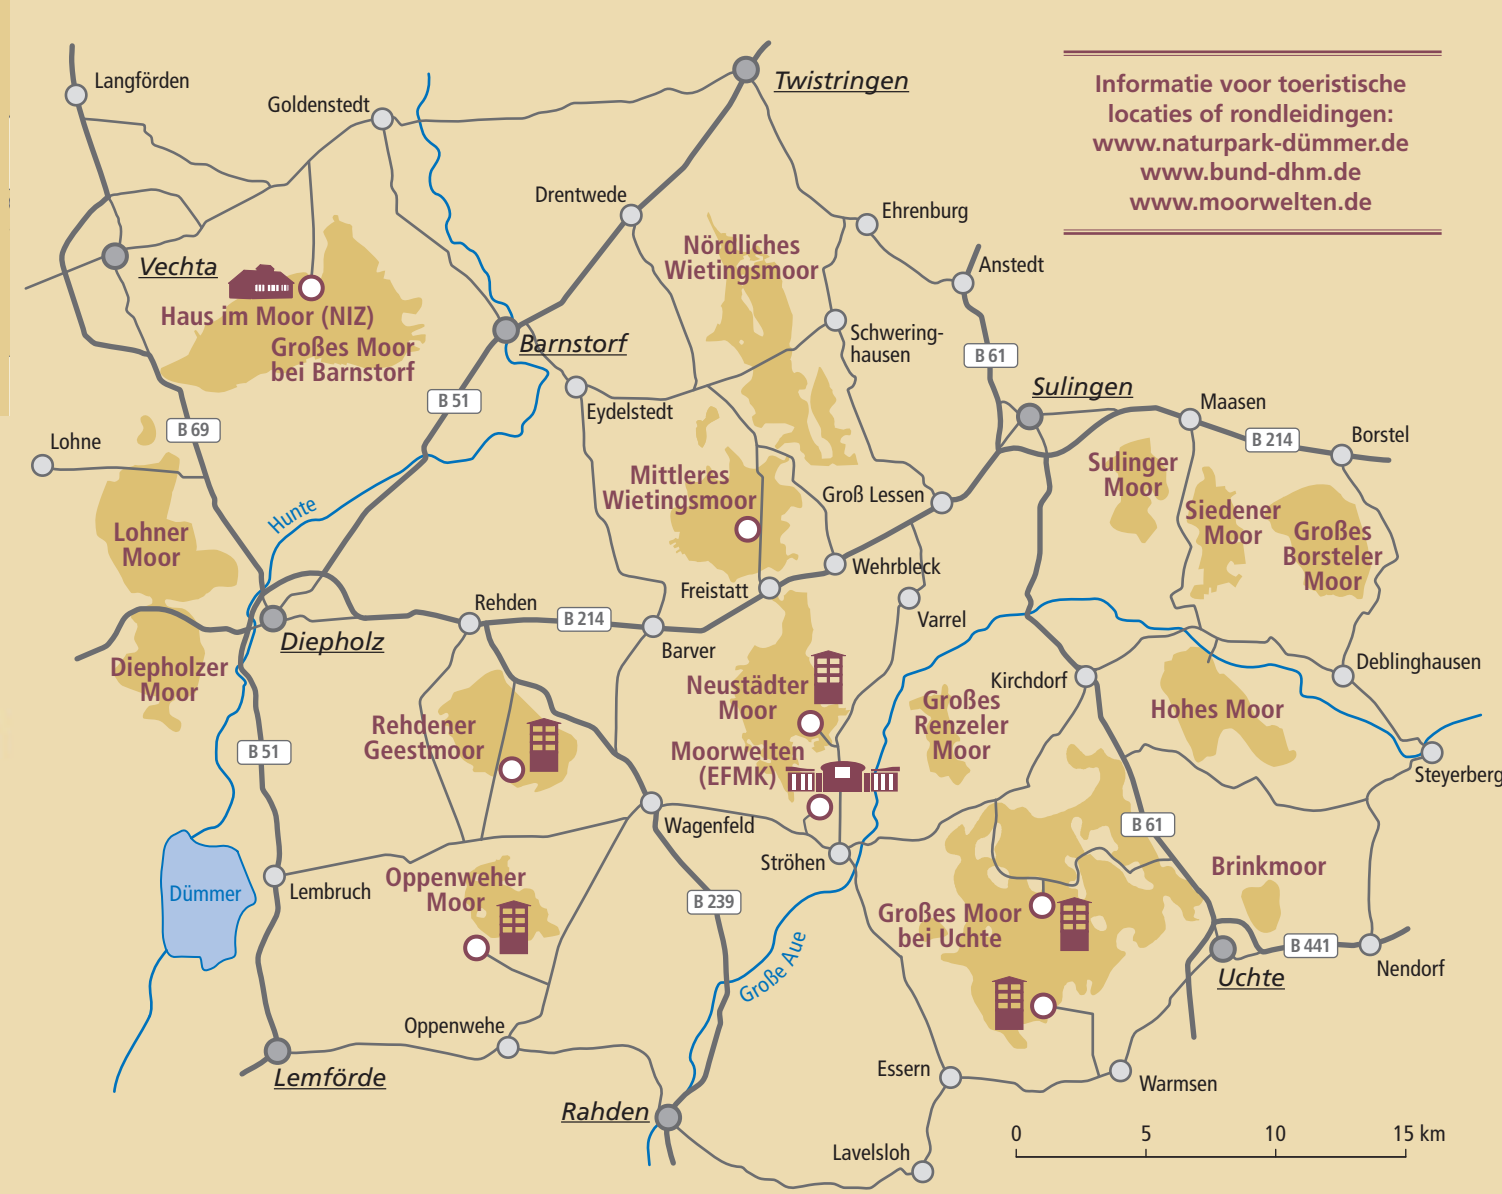 Langförden
Goldenstedt
Twistringen
Informatie voor toeristische
locaties of rondleidingen:
www.naturpark-dümmer.de
www.bund-dhm.de
www.moorwelten.de
Drentwede
Ehrenburg
Vechta
Nördliches
Wietingsmoor
Anstedt
Haus im Moor (NIZ)
Großes Moor
bei Barnstorf
Barnstorf
Schwering-
hausen
B 61
Sulingen
B 51
Eydelstedt
Maasen
B 69
Lohne
B 214
Borstel
Mittleres
Wietingsmoor
Groß Lessen
Sulinger
Moor
Hunte
Lohner
Moor
Siedener
Moor
Großes
Borsteler
Moor
Wehrbleck
Freistatt
Rehden
B 214
Varrel
Diepholz
Barver
Diepholzer
Moor
Neustädter
Moor
Kirchdorf
Deblinghausen
Großes
Renzeler
Moor
Hohes Moor
Rehdener
Geestmoor
B 51
Moorwelten
(EFMK)
Steyerberg
Wagenfeld
B 61
Ströhen
Brinkmoor
Dümmer
Lembruch
Oppenweher
Moor
B 239
Großes Moor
bei Uchte
B 441
Große Aue
Nendorf
Uchte
Oppenwehe
Lemförde
Essern
Warmsen
Rahden
Lavelsloh
0 5 10 15 km